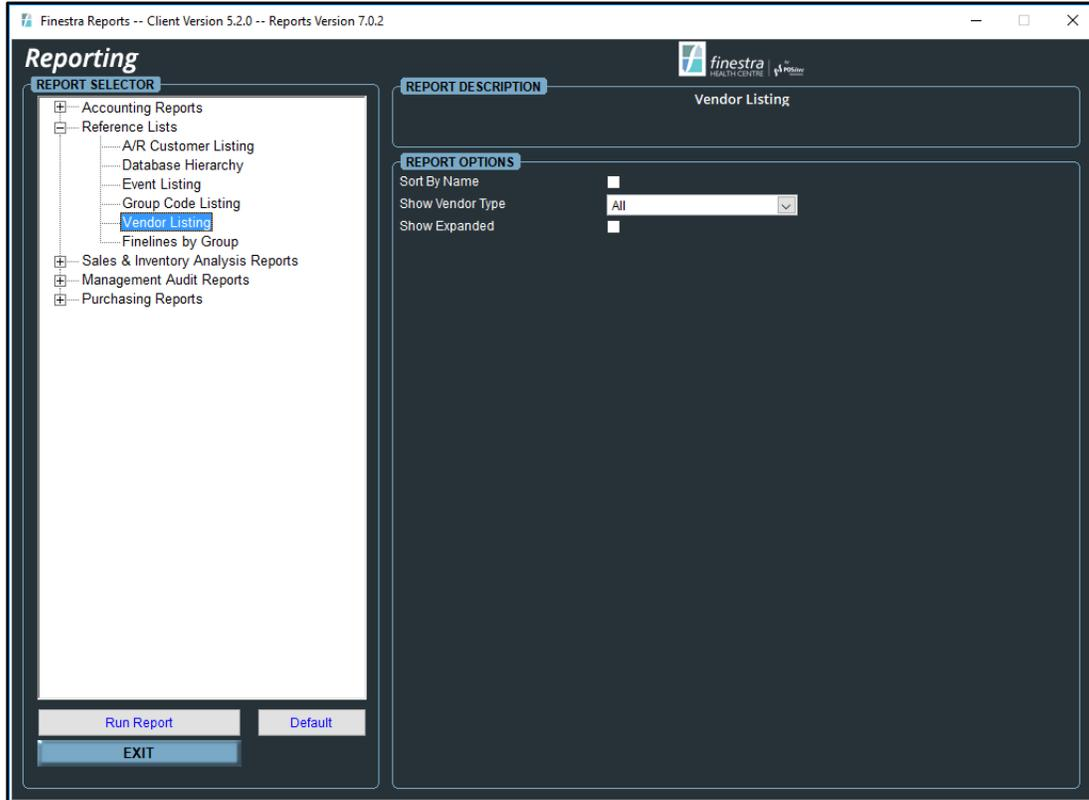 Finestra Reports -- Client Version 5.2.0 -- Reports Version 7.0.2
Reporting
finestra
HEALTH CENTRE
by
POSitec
REPORT SELECTOR
Accounting Reports
Reference Lists
A/R Customer Listing
Database Hierarchy
Event Listing
Group Code Listing
Vendor Listing
Finelines by Group
Sales & Inventory Analysis Reports
Management Audit Reports
Purchasing Reports
Run Report
Default
EXIT
REPORT DESCRIPTION
Vendor Listing
REPORT OPTIONS
Sort By Name
Show Vendor Type
All
Show Expanded